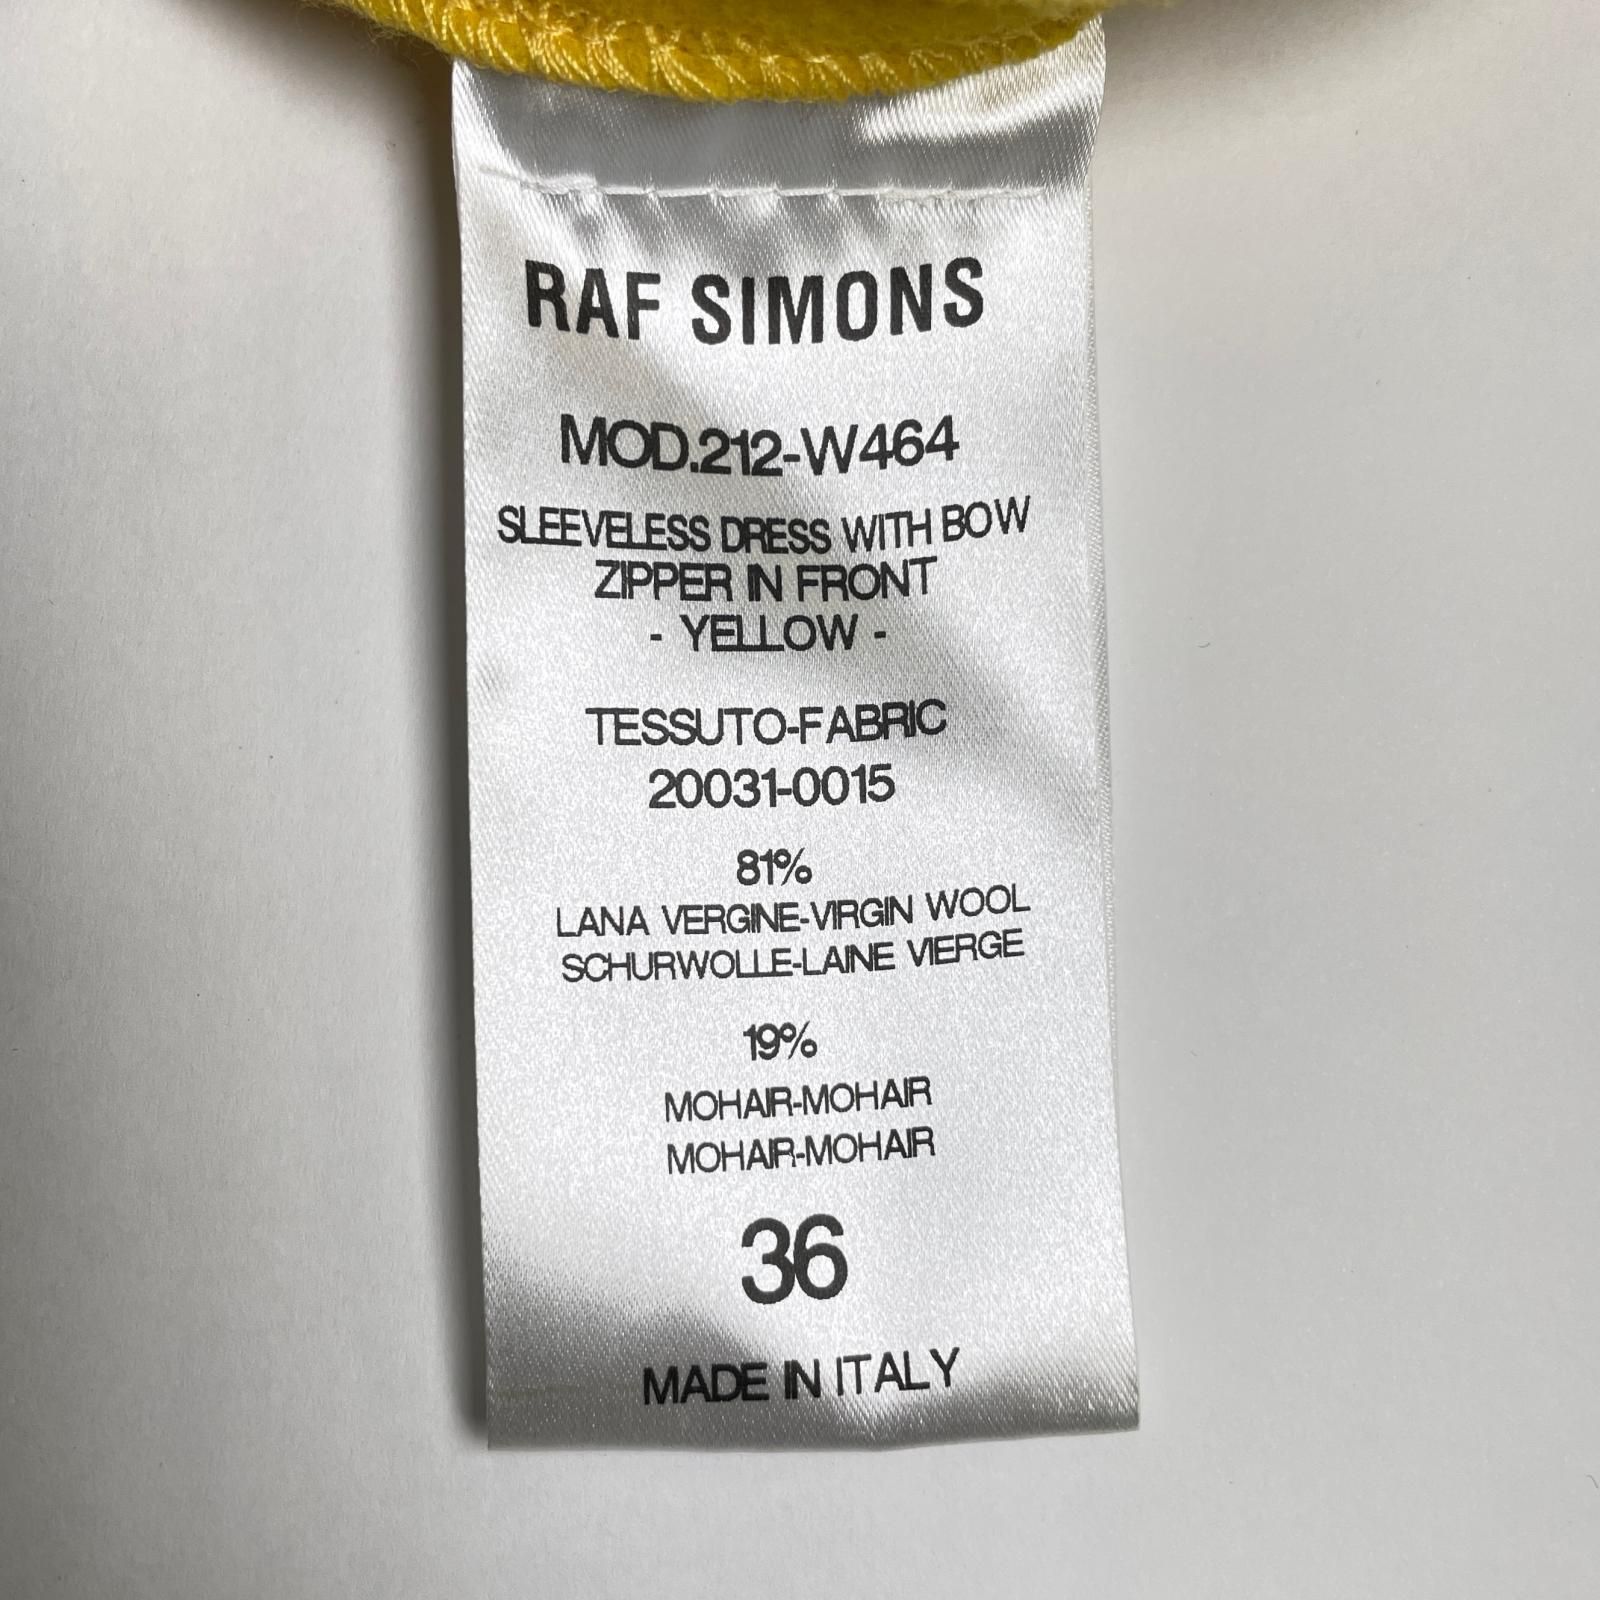 RAF SIMONS
MOD.212-W464
SLEEVELESS DRESS WITH BOW
ZIPPER IN FRONT
- YELLOW -
TESSUTO-FABRIC
20031-0015
81%
LANA VERGINE-VIRGIN WOOL
SCHURWOLLE-LAINE VIERGE
19%
MOHAIR-MOHAIR
MOHAIR-MOHAIR
36
MADE IN ITALY